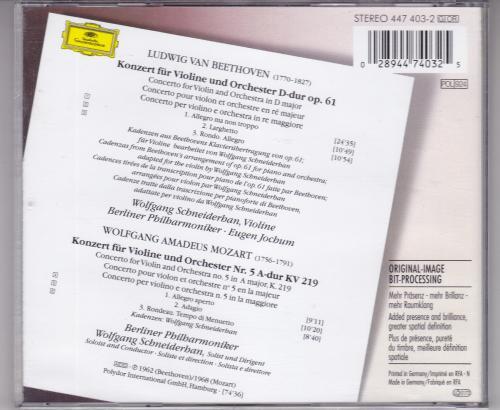 STEREO 447 403-2 GOR
Deutsche
Grammophon
0 28944 74032 5
POL 924
LUDWIG VAN BEETHOVEN (1770-1827)
Konzert für Violine und Orchester D-dur op. 61
Concerto for Violin and Orchestra in D major
Concerto pour violon et orchestre en ré majeur
Concerto per violino e orchestra in re maggiore
1. Allegro ma non troppo [24'35]
2. Larghetto [10'49]
3. Rondo. Allegro [10'54]
Kadenzen aus Beethovens Klavierübertragung von op. 61;
für Violine bearbeitet von Wolfgang Schneiderhan
Cadenzas from Beethoven's arrangement of op. 61 for piano and orchestra;
adapted for the violin by Wolfgang Schneiderhan
Cadences tirées de la transcription pour piano de l'op. 61 faite par Beethoven;
arrangées pour violon par Wolfgang Schneiderhan
Cadenze tratte dalla trascrizione per pianoforte di Beethoven,
adattate per violino da Wolfgang Schneiderhan
Wolfgang Schneiderhan, Violine
Berliner Philharmoniker · Eugen Jochum
WOLFGANG AMADEUS MOZART (1756-1791)
Konzert für Violine und Orchester Nr. 5 A-dur KV 219
Concerto for Violin and Orchestra no. 5 in A major, K. 219
Concerto pour violon et orchestre n° 5 en la majeur
Concerto per violino e orchestra n. 5 in la maggiore
1. Allegro aperto [9'11]
2. Adagio [10'20]
3. Rondeau. Tempo di Menuetto [8'40]
Kadenzen: Wolfgang Schneiderhan
Berliner Philharmoniker
Wolfgang Schneiderhan, Solist und Dirigent
Soloist and Conductor · Soliste et direction · Solista e direttore
℗ 1962 (Beethoven)/1968 (Mozart)
Polydor International GmbH, Hamburg · [74'36]
ORIGINAL-IMAGE
BIT-PROCESSING
Mehr Präsenz - mehr Brillanz -
mehr Raumklang
Added presence and brilliance,
greater spatial definition
Plus de présence, pureté
du timbre, meilleure définition
spatiale
Printed in Germany/Imprimé en RFA - N
Made in Germany/Fabriqué en RFA